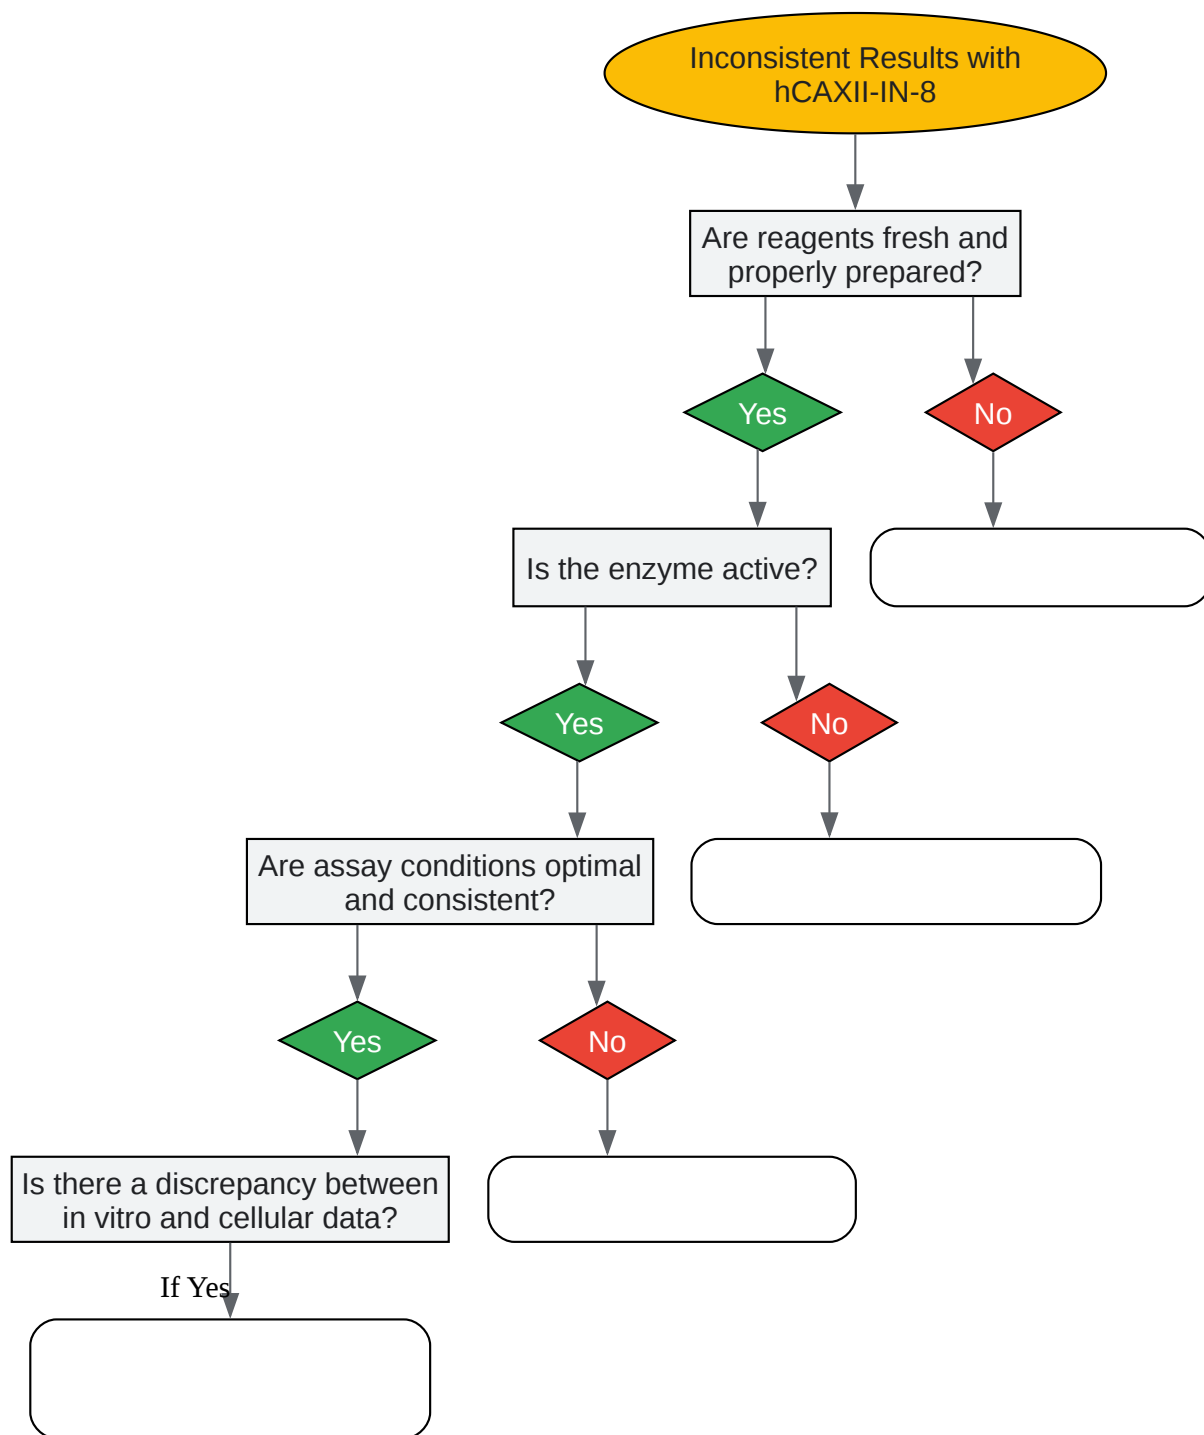 Inconsistent Results with
hCAXII-IN-8
Are reagents fresh and
properly prepared?
Yes
No
Is the enzyme active?
Yes
No
Are assay conditions optimal
and consistent?
Yes
No
Is there a discrepancy between
in vitro and cellular data?
If Yes